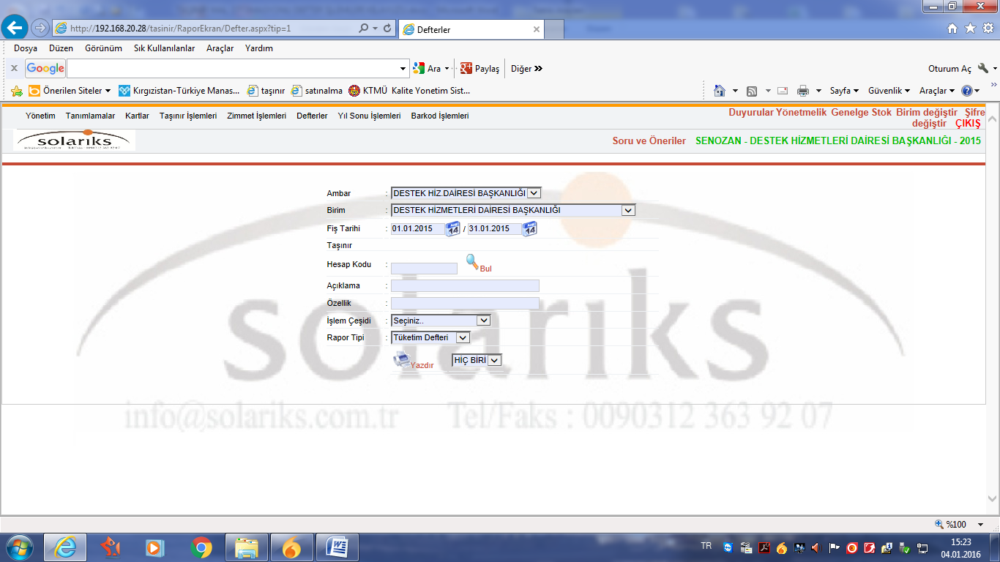 http://192.168.20.28/tasinir/RaporEkran/Defter.aspx?tip=1
Defterler
Dosya Düzen Görünüm Sık Kullanılanlar Araçlar Yardım
x Google Ara Paylaş Diğer Oturum Aç
Önerilen Siteler Kırgızistan-Türkiye Manas... taşınır satınalma KTMÜ Kalite Yonetim Sist... Sayfa Güvenlik Araçlar
Yönetim Tanımlamalar Kartlar Taşınır İşlemleri Zimmet İşlemleri Defterler Yıl Sonu İşlemleri Barkod İşlemleri
Duyurular Yönetmelik Genelge Stok Birim değiştir Şifre
değiştir ÇIKIŞ
solariks
Soru ve Öneriler SENOZAN - DESTEK HİZMETLERİ DAİRESİ BAŞKANLIĞI - 2015
Ambar : DESTEK HİZ.DAİRESİ BAŞKANLIĞI
Birim : DESTEK HİZMETLERİ DAİRESİ BAŞKANLIĞI
Fiş Tarihi : 01.01.2015 / 31.01.2015
Taşınır
Hesap Kodu : Bul
Açıklama :
Özellik :
İşlem Çeşidi : Seçiniz..
Rapor Tipi : Tüketim Defteri
Yazdır HİÇ BİRİ
solariks
info@solariks.com.tr Tel/Faks : 0090312 363 92 07
%100
TR 15:23
04.01.2016